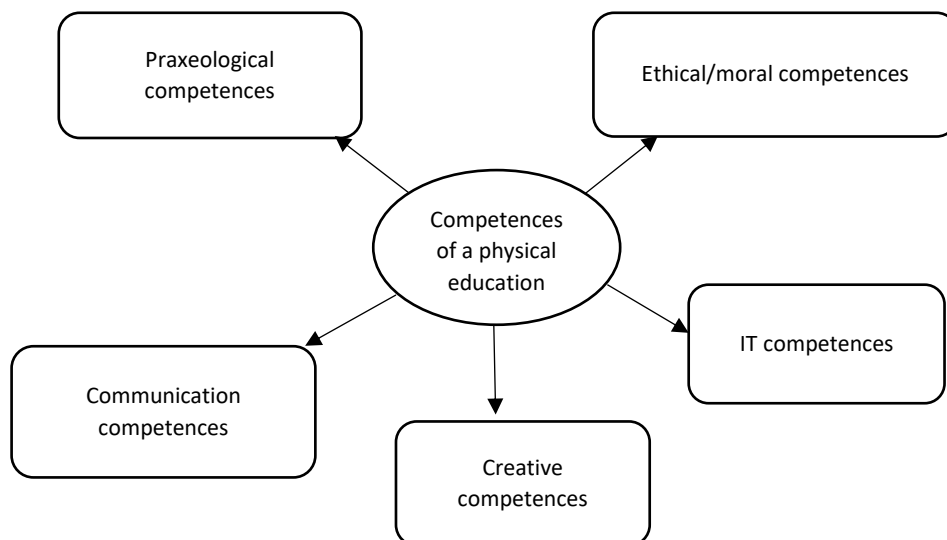 Praxeological
competences
Ethical/moral competences
Competences
of a physical
education
IT competences
Communication
competences
Creative
competences